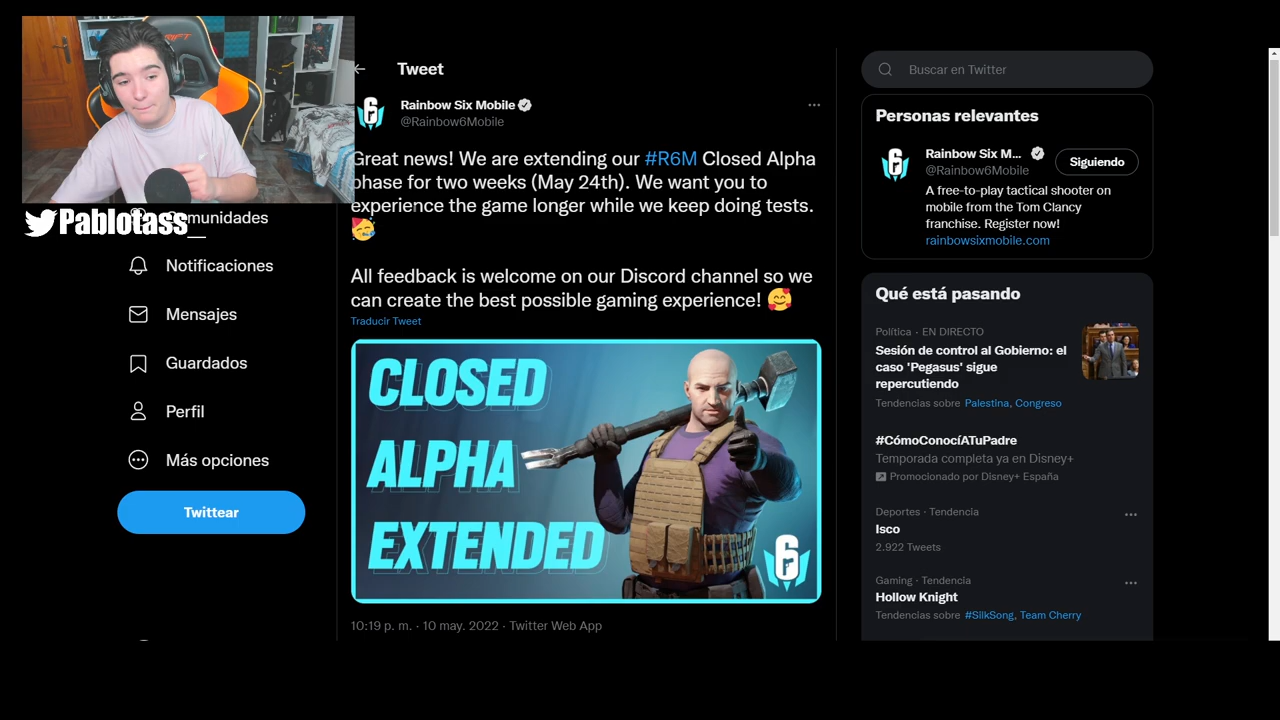 Pablotass__
Comunidades
Notificaciones
Mensajes
Guardados
Perfil
Más opciones
Twittear
Tweet
Rainbow Six Mobile
@Rainbow6Mobile
Great news! We are extending our #R6M Closed Alpha
phase for two weeks (May 24th). We want you to
experience the game longer while we keep doing tests.
🥳
All feedback is welcome on our Discord channel so we
can create the best possible gaming experience! 🥰
Traducir Tweet
CLOSED
ALPHA
EXTENDED
10:19 p. m. · 10 may. 2022 · Twitter Web App
Buscar en Twitter
Personas relevantes
Rainbow Six M...
@Rainbow6Mobile
Siguiendo
A free-to-play tactical shooter on
mobile from the Tom Clancy
franchise. Register now!
rainbowsixmobile.com
Qué está pasando
Política · EN DIRECTO
Sesión de control al Gobierno: el
caso 'Pegasus' sigue
repercutiendo
Tendencias sobre Palestina, Congreso
#CómoConocíATuPadre
Temporada completa ya en Disney+
Promocionado por Disney+ España
Deportes · Tendencia
Isco
2.922 Tweets
Gaming · Tendencia
Hollow Knight
Tendencias sobre #SilkSong, Team Cherry